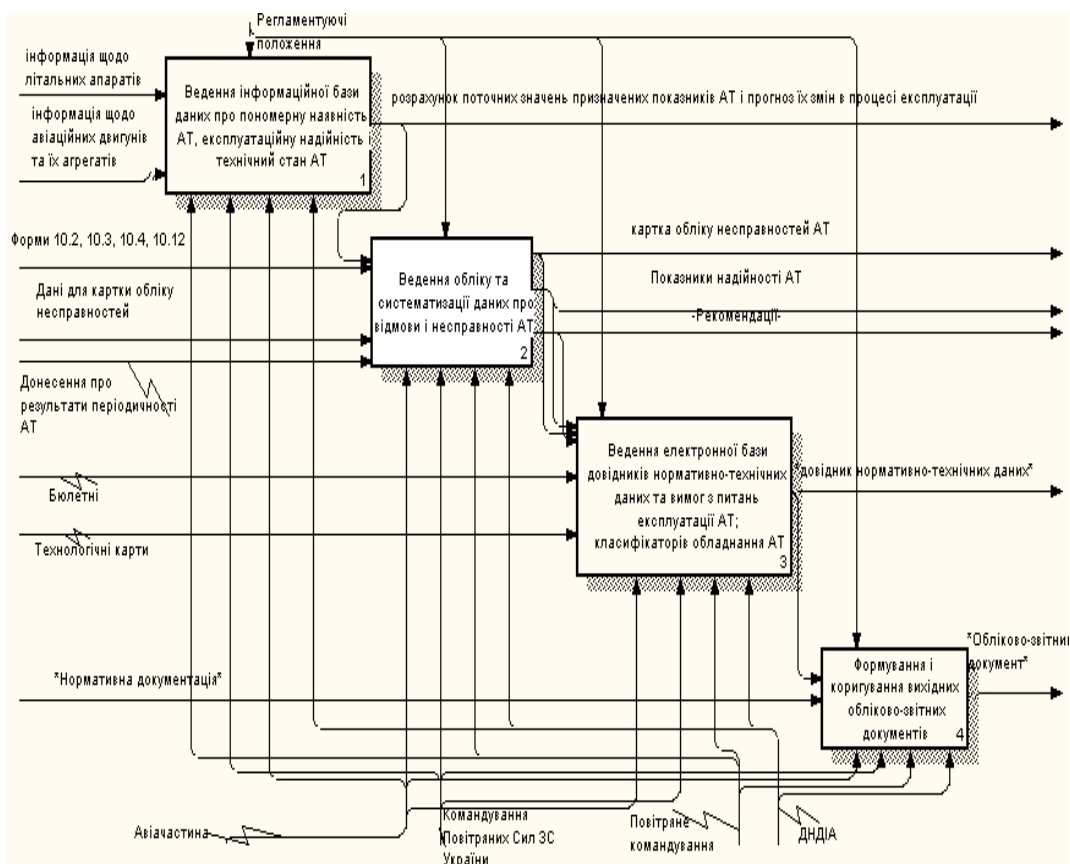 Регламентуючі
положення
інформація щодо
літальних апаратів
інформація щодо
авіаційних двигунів
та їх агрегатів
Ведення інформаційної бази
даних про пономерну наявність
АТ, експлуатаційну надійність і
технічний стан АТ
1
розрахунок поточних значень призначених показників АТ і прогноз їх змін в процесі експлуатації
Форми 10.2, 10.3, 10.4, 10.12
Дані для картки обліку
несправностей
Донесення про
результати періодичності
АТ
Ведення обліку та
систематизації даних про
відмови і несправності АТ
2
картка обліку несправностей АТ
Показники надійності АТ
-Рекомендації-
Бюлетні
Технологічні карти
Ведення електронної бази
довідників нормативно-технічних
даних та вимог з питань
експлуатації АТ;
класифікаторів обладнання АТ
3
*довідник нормативно-технічних даних*
*Нормативна документація*
Формування і
коригування вихідних
обліково-звітних
документів
4
*Обліково-звітний
документ*
Авіачастина
Командування
Повітряних Сил ЗС
України
Повітряне
командування
ДНДІА